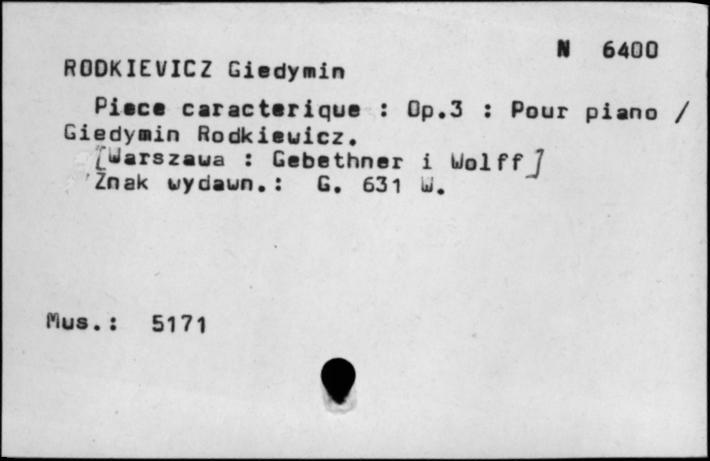 N 6400
RODKIEVICZ Giedymin
Piece caracterique : Op.3 : Pour piano /
Giedymin Rodkiewicz.
[Warszawa : Gebethner i Wolff]
Znak wydawn.: G. 631 W.
Mus.: 5171